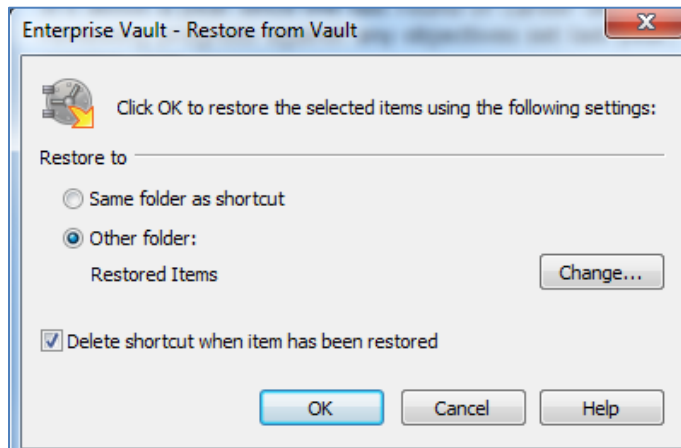 Enterprise Vault - Restore from Vault
Click OK to restore the selected items using the following settings:
Restore to
Same folder as shortcut
Other folder:
Restored Items
Change...
Delete shortcut when item has been restored
OK
Cancel
Help